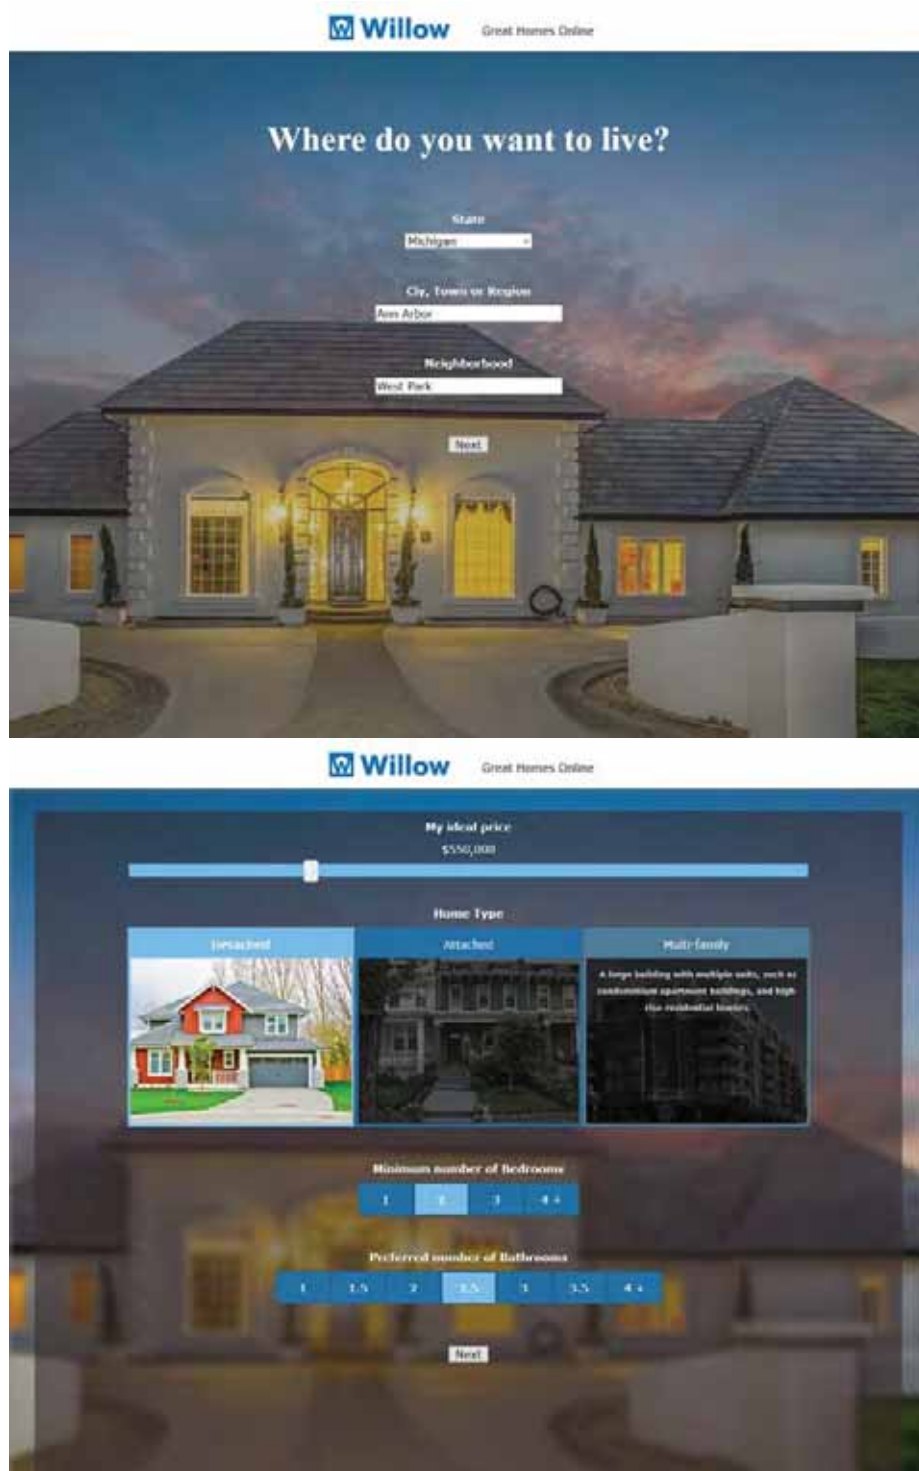 Willow Great Homes Online
Where do you want to live?
State
Michigan
Ciy, Town or Region
Ann Arbor
Neighborhood
West Park
Next
Willow Great Homes Online
My ideal price
$550,000
Home Type
Detached Attached Multi-family
A large building with multiple units, such as
condominium apartment buildings, and high
rise residential towers.
Minimum number of Bedrooms
1 2 3 4 +
Preferred number of Bathrooms
1 1.5 2 2.5 3 3.5 4 +
Next